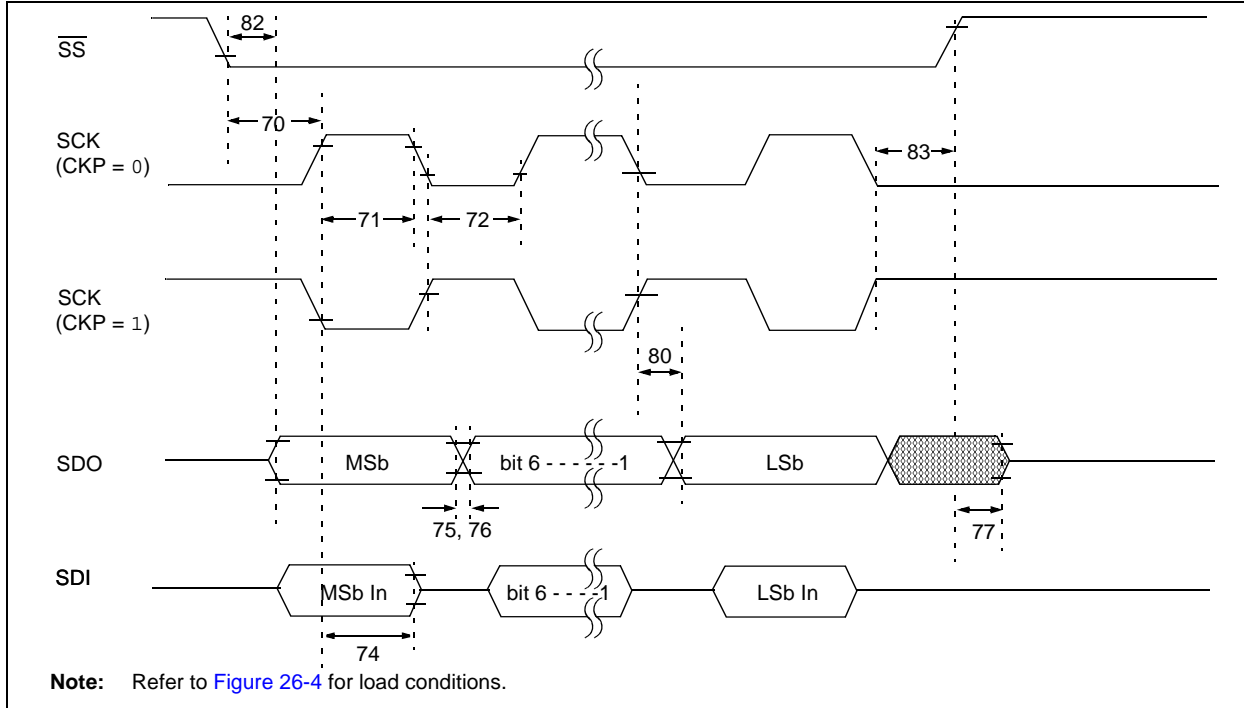 82
SS
70
SCK
(CKP = 0)
83
71
72
SCK
(CKP = 1)
80
SDO
MSb
bit 6 - - - - - -1
LSb
75, 76
77
SDI
MSb In
bit 6 - - - -1
LSb In
74
Note: Refer to Figure 26-4 for load conditions.